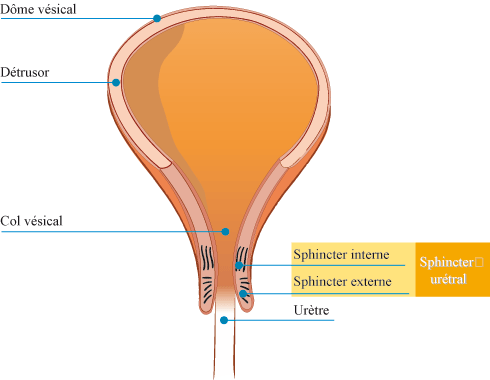 Dôme vésical
Détrusor
Col vésical
Sphincter interne
Sphincter externe
Sphincter
urétral
Urètre